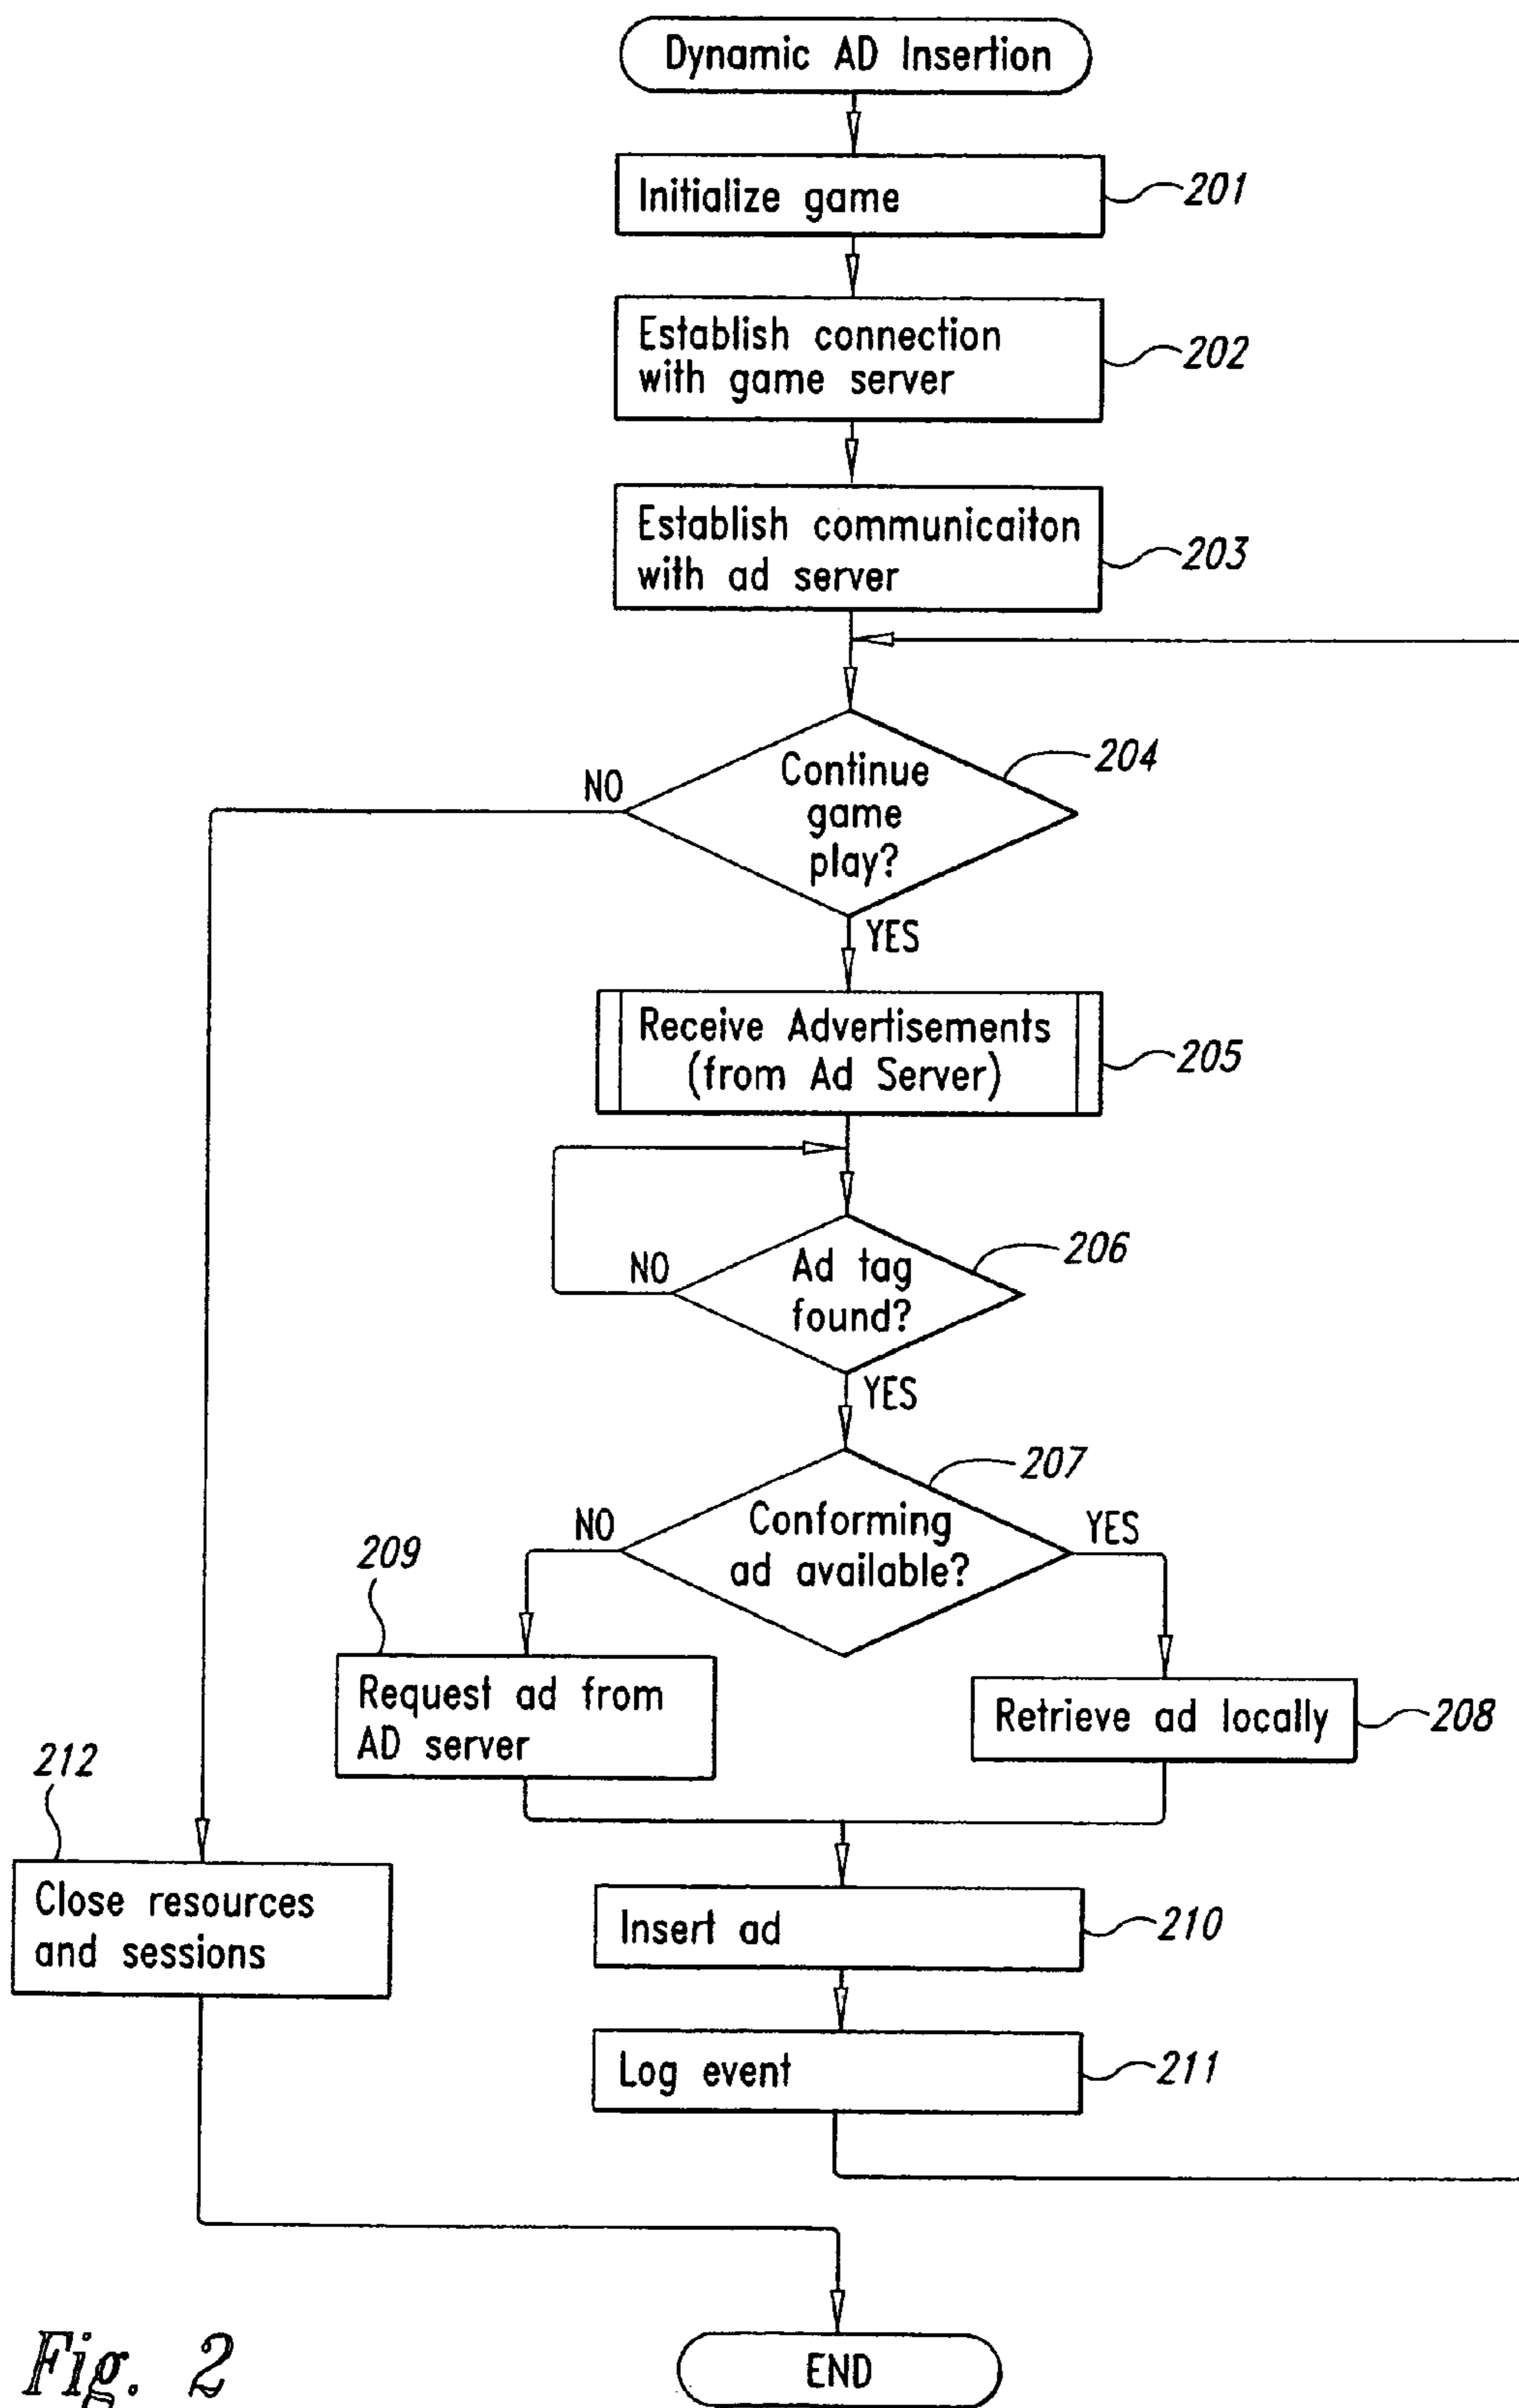 Dynamic AD Insertion
Initialize game
201
Establish connection
with game server
202
Establish communicaiton
with ad server
203
Continue
game
play?
204
NO
YES
Receive Advertisements
(from Ad Server)
205
Ad tag
found?
206
NO
YES
Conforming
ad available?
207
NO
YES
209
Request ad from
AD server
Retrieve ad locally
208
212
Close resources
and sessions
Insert ad
210
Log event
211
END
Fig. 2